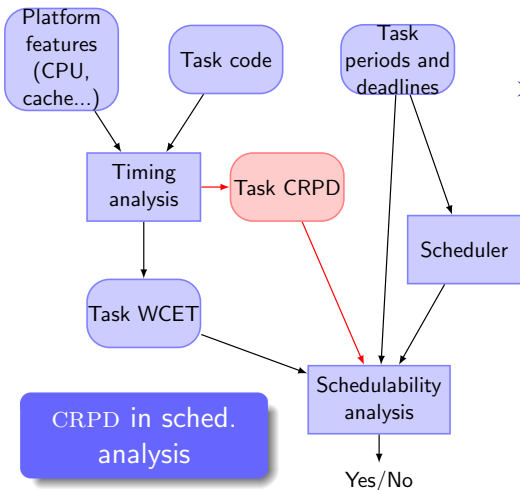 Platform
features
(CPU,
cache...)
Task code
Task
periods and
deadlines
Timing
analysis
Task CRPD
Scheduler
Task WCET
Schedulability
analysis
CRPD in sched.
analysis
Yes/No